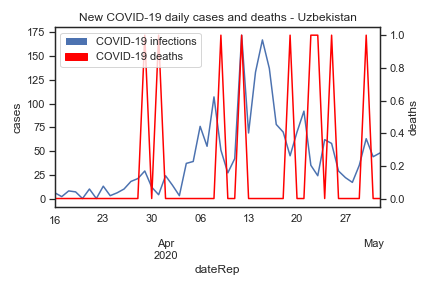 New COVID-19 daily cases and deaths - Uzbekistan
COVID-19 infections
COVID-19 deaths
cases
175
150
125
100
75
50
25
0
deaths
1.0
0.8
0.6
0.4
0.2
0.0
16 23 30 06 13 20 27
Apr May
2020
dateRep